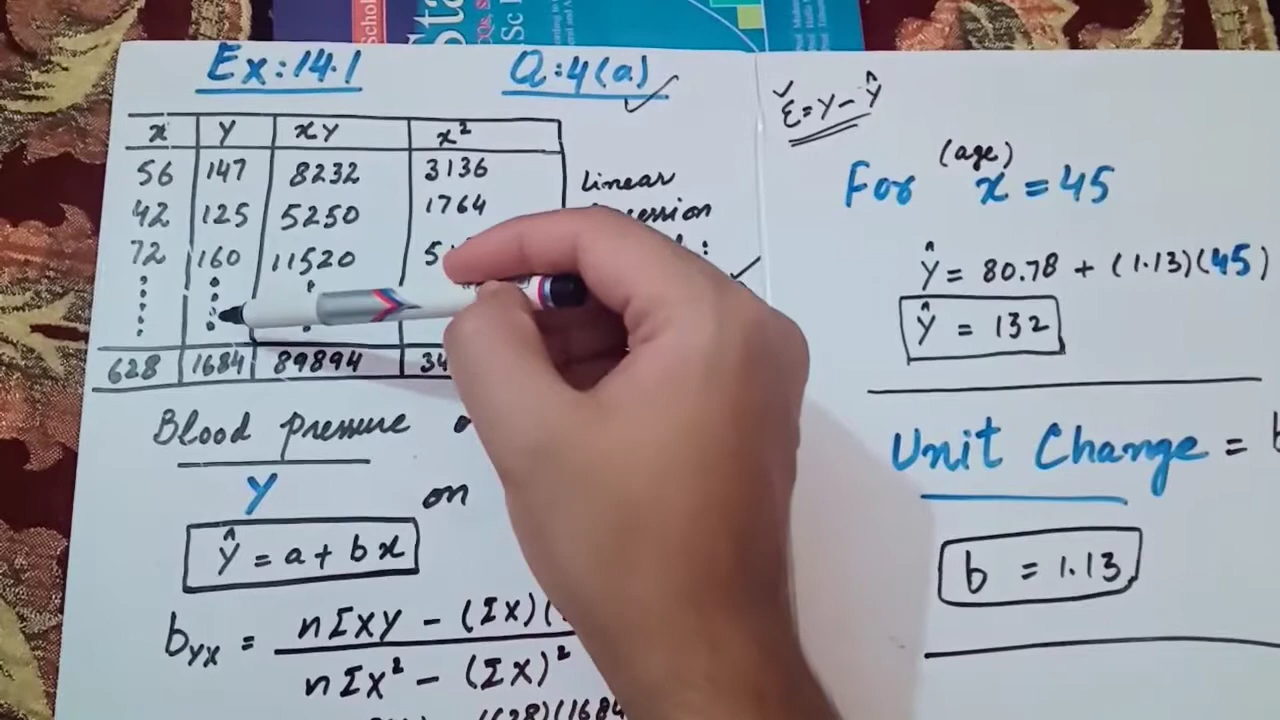 Ex:14.1 Q:4(a)
x Y xY x²
56 147 8232 3136
42 125 5250 1764
72 160 11520
628 1684 89894 34
Linear
Blood Pressure
Y on
Ŷ = a + bx
bYX = nΣXY - (ΣX)(
nΣX² - (ΣX)²
)(1684
ε = Y - Ŷ
(age)
For x = 45
Ŷ = 80.78 + (1.13)(45)
Ŷ = 132
Unit Change = b
b = 1.13